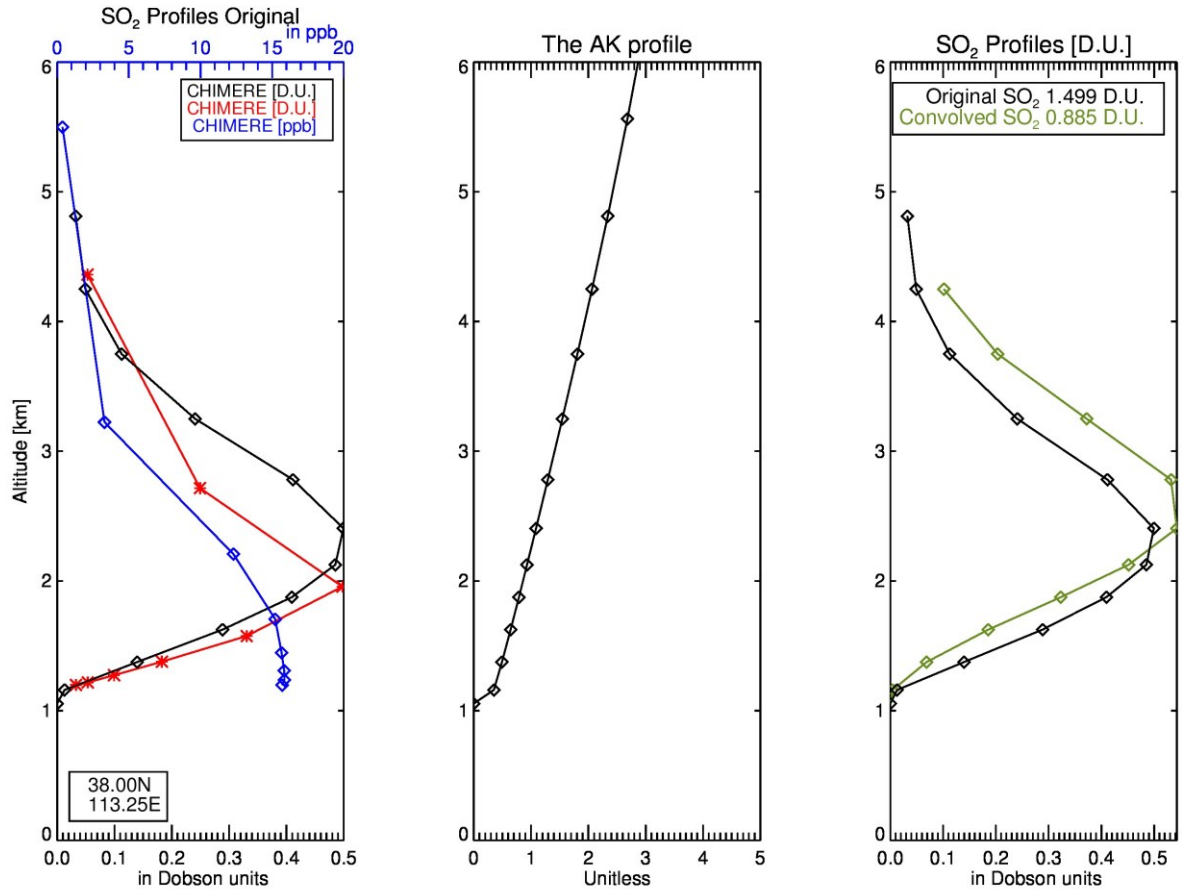 SO₂ Profiles Original
in ppb
0 5 10 15 20
CHIMERE [D.U.]
CHIMERE [D.U.]
CHIMERE [ppb]
6
5
4
3
2
1
0
Altitude [km]
38.00N
113.25E
0.0 0.1 0.2 0.3 0.4 0.5
in Dobson units
The AK profile
6
5
4
3
2
1
0
0 1 2 3 4 5
Unitless
SO₂ Profiles [D.U.]
Original SO₂ 1.499 D.U.
Convolved SO₂ 0.885 D.U.
6
5
4
3
2
1
0
0.0 0.1 0.2 0.3 0.4 0.5
in Dobson units